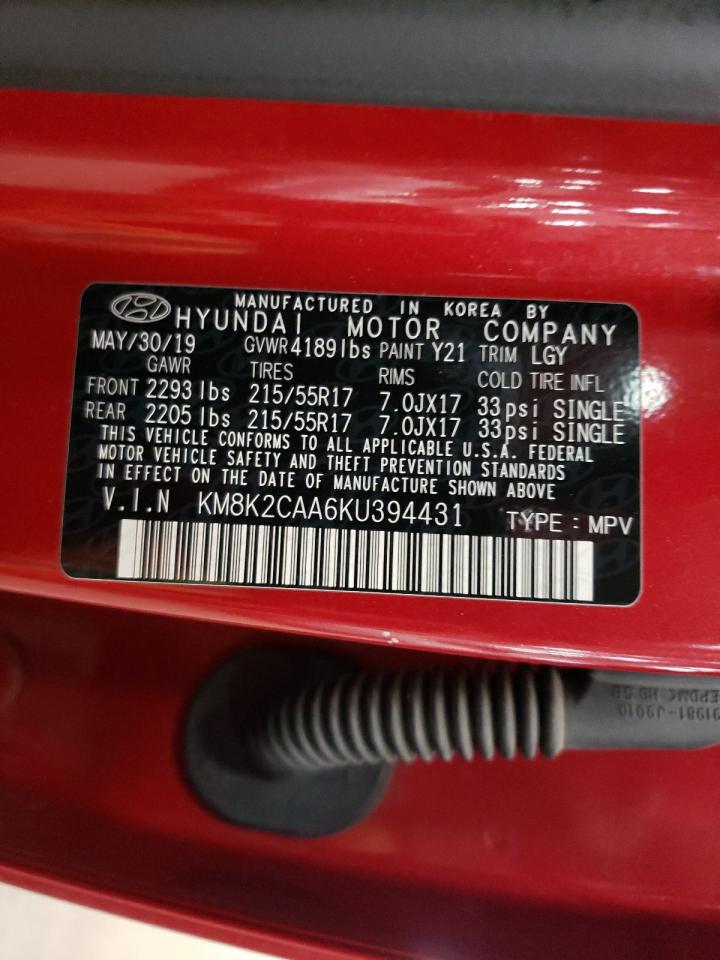 MANUFACTURED IN KOREA BY
HYUNDAI MOTOR COMPANY
MAY/30/19 GVWR 4189 lbs PAINT Y21 TRIM LGY
GAWR TIRES RIMS COLD TIRE INFL
FRONT 2293 lbs 215/55R17 7.0JX17 33 psi SINGLE
REAR 2205 lbs 215/55R17 7.0JX17 33 psi SINGLE
THIS VEHICLE CONFORMS TO ALL APPLICABLE U.S.A. FEDERAL
MOTOR VEHICLE SAFETY AND THEFT PREVENTION STANDARDS
IN EFFECT ON THE DATE OF MANUFACTURE SHOWN ABOVE
V.I.N KM8K2CAA6KU394431 TYPE : MPV
91981-J9910
EPDM